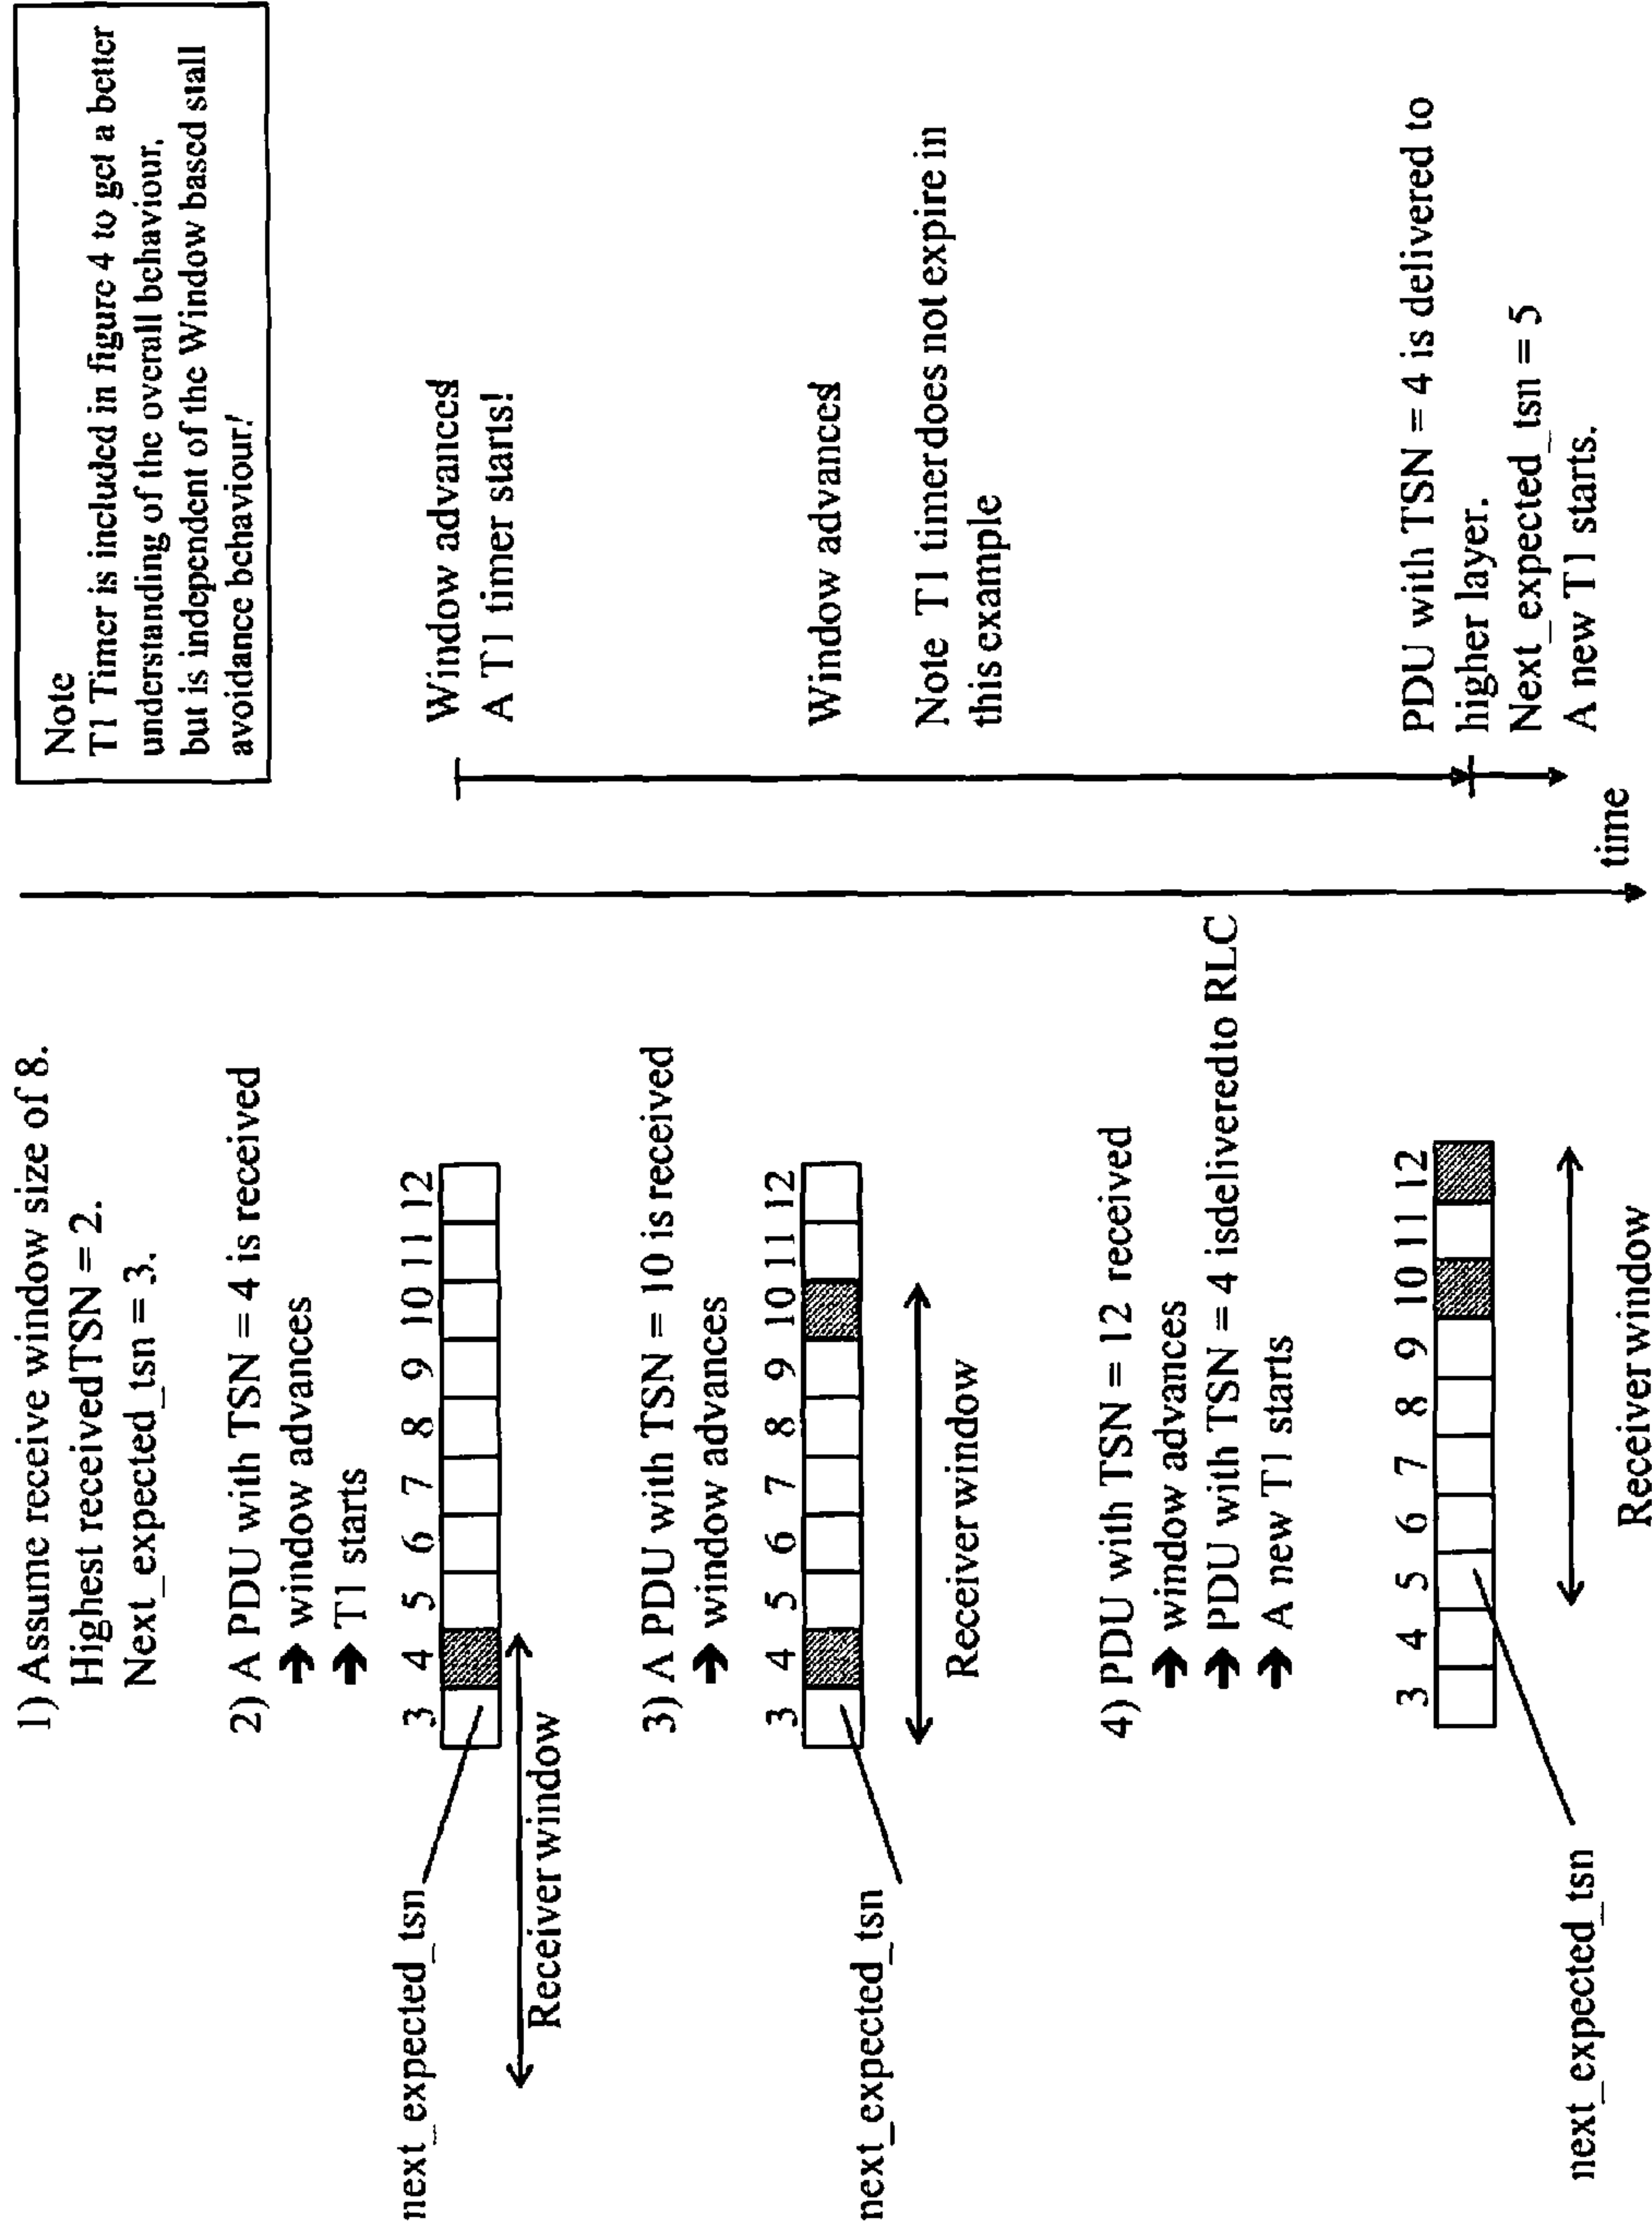 1) Assume receive window size of 8.
Highest received TSN = 2.
Next_expected_tsn = 3.
2) A PDU with TSN = 4 is received
➔ window advances
➔ T1 starts
3 4 5 6 7 8 9 10 11 12
next_expected_tsn
Receiver window
3) A PDU with TSN = 10 is received
➔ window advances
3 4 5 6 7 8 9 10 11 12
next_expected_tsn
Receiver window
4) PDU with TSN = 12 received
➔ window advances
➔ PDU with TSN = 4 isdeliveredto RLC
➔ A new T1 starts
3 4 5 6 7 8 9 10 11 12
next_expected_tsn
Receiver window
time
Note
T1 Timer is included in figure 4 to get a better
understanding of the overall behaviour,
but is independent of the Window based stall
avoidance behaviour!
Window advances
A T1 timer starts!
Window advances
Note T1 timerdoes not expire in
this example
PDU with TSN = 4 is delivered to
higher layer.
Next_expected_tsn = 5
A new T1 starts.